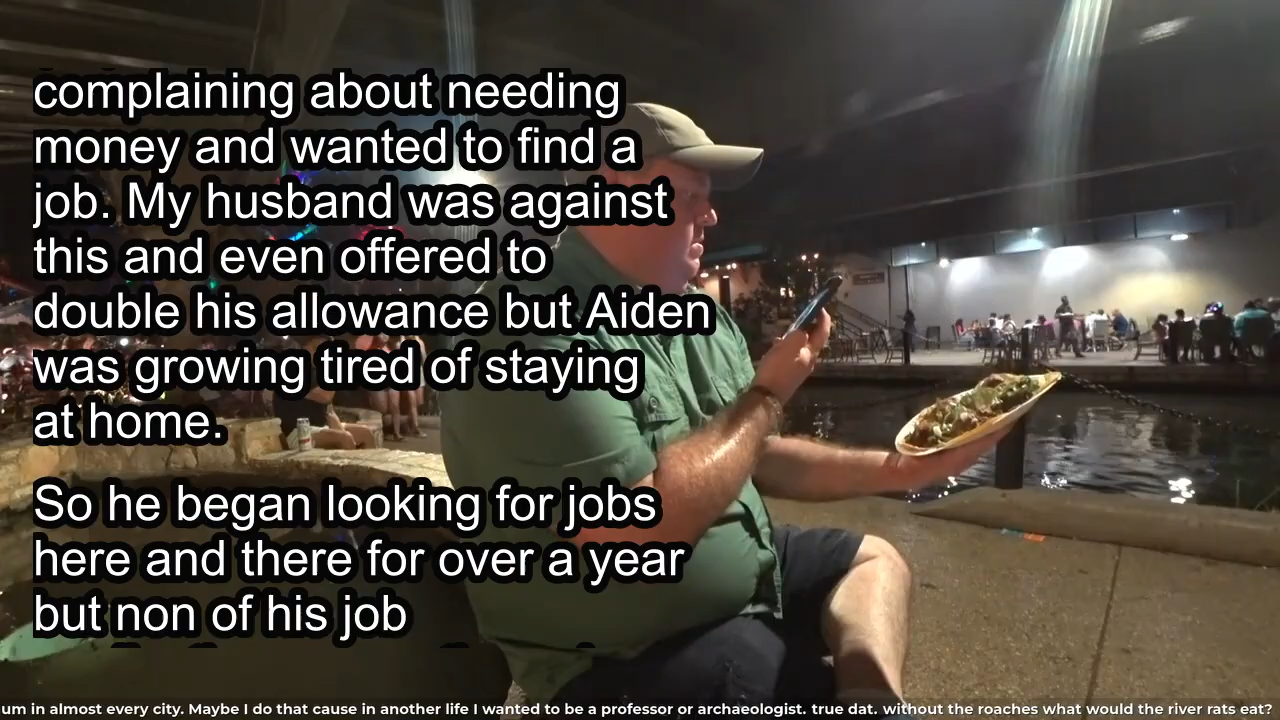 complaining about needing
money and wanted to find a
job. My husband was against
this and even offered to
double his allowance but Aiden
was growing tired of staying
at home.
So he began looking for jobs
here and there for over a year
but non of his job
um in almost every city. Maybe I do that cause in another life I wanted to be a professor or archaeologist. true dat. without the roaches what would the river rats eat?